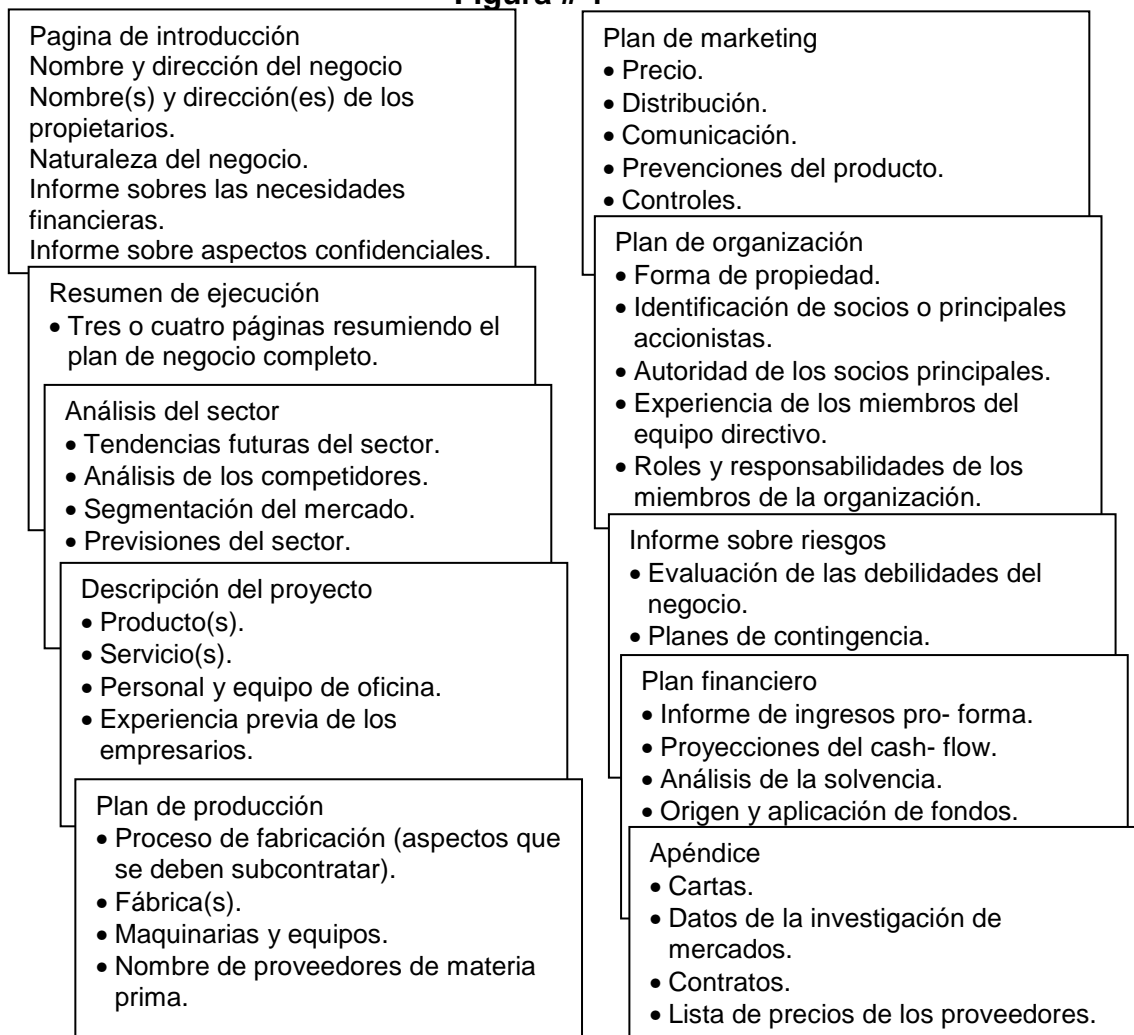 Pagina de introducción
Nombre y dirección del negocio
Nombre(s) y dirección(es) de los
propietarios.
Naturaleza del negocio.
Informe sobres las necesidades
financieras.
Informe sobre aspectos confidenciales.
Resumen de ejecución
• Tres o cuatro páginas resumiendo el
plan de negocio completo.
Análisis del sector
• Tendencias futuras del sector.
• Análisis de los competidores.
• Segmentación del mercado.
• Previsiones del sector.
Descripción del proyecto
• Producto(s).
• Servicio(s).
• Personal y equipo de oficina.
• Experiencia previa de los
empresarios.
Plan de producción
• Proceso de fabricación (aspectos que
se deben subcontratar).
• Fábrica(s).
• Maquinarias y equipos.
• Nombre de proveedores de materia
prima.
Plan de marketing
• Precio.
• Distribución.
• Comunicación.
• Prevenciones del producto.
• Controles.
Plan de organización
• Forma de propiedad.
• Identificación de socios o principales
accionistas.
• Autoridad de los socios principales.
• Experiencia de los miembros del
equipo directivo.
• Roles y responsabilidades de los
miembros de la organización.
Informe sobre riesgos
• Evaluación de las debilidades del
negocio.
• Planes de contingencia.
Plan financiero
• Informe de ingresos pro- forma.
• Proyecciones del cash- flow.
• Análisis de la solvencia.
• Origen y aplicación de fondos.
Apéndice
• Cartas.
• Datos de la investigación de
mercados.
• Contratos.
• Lista de precios de los proveedores.